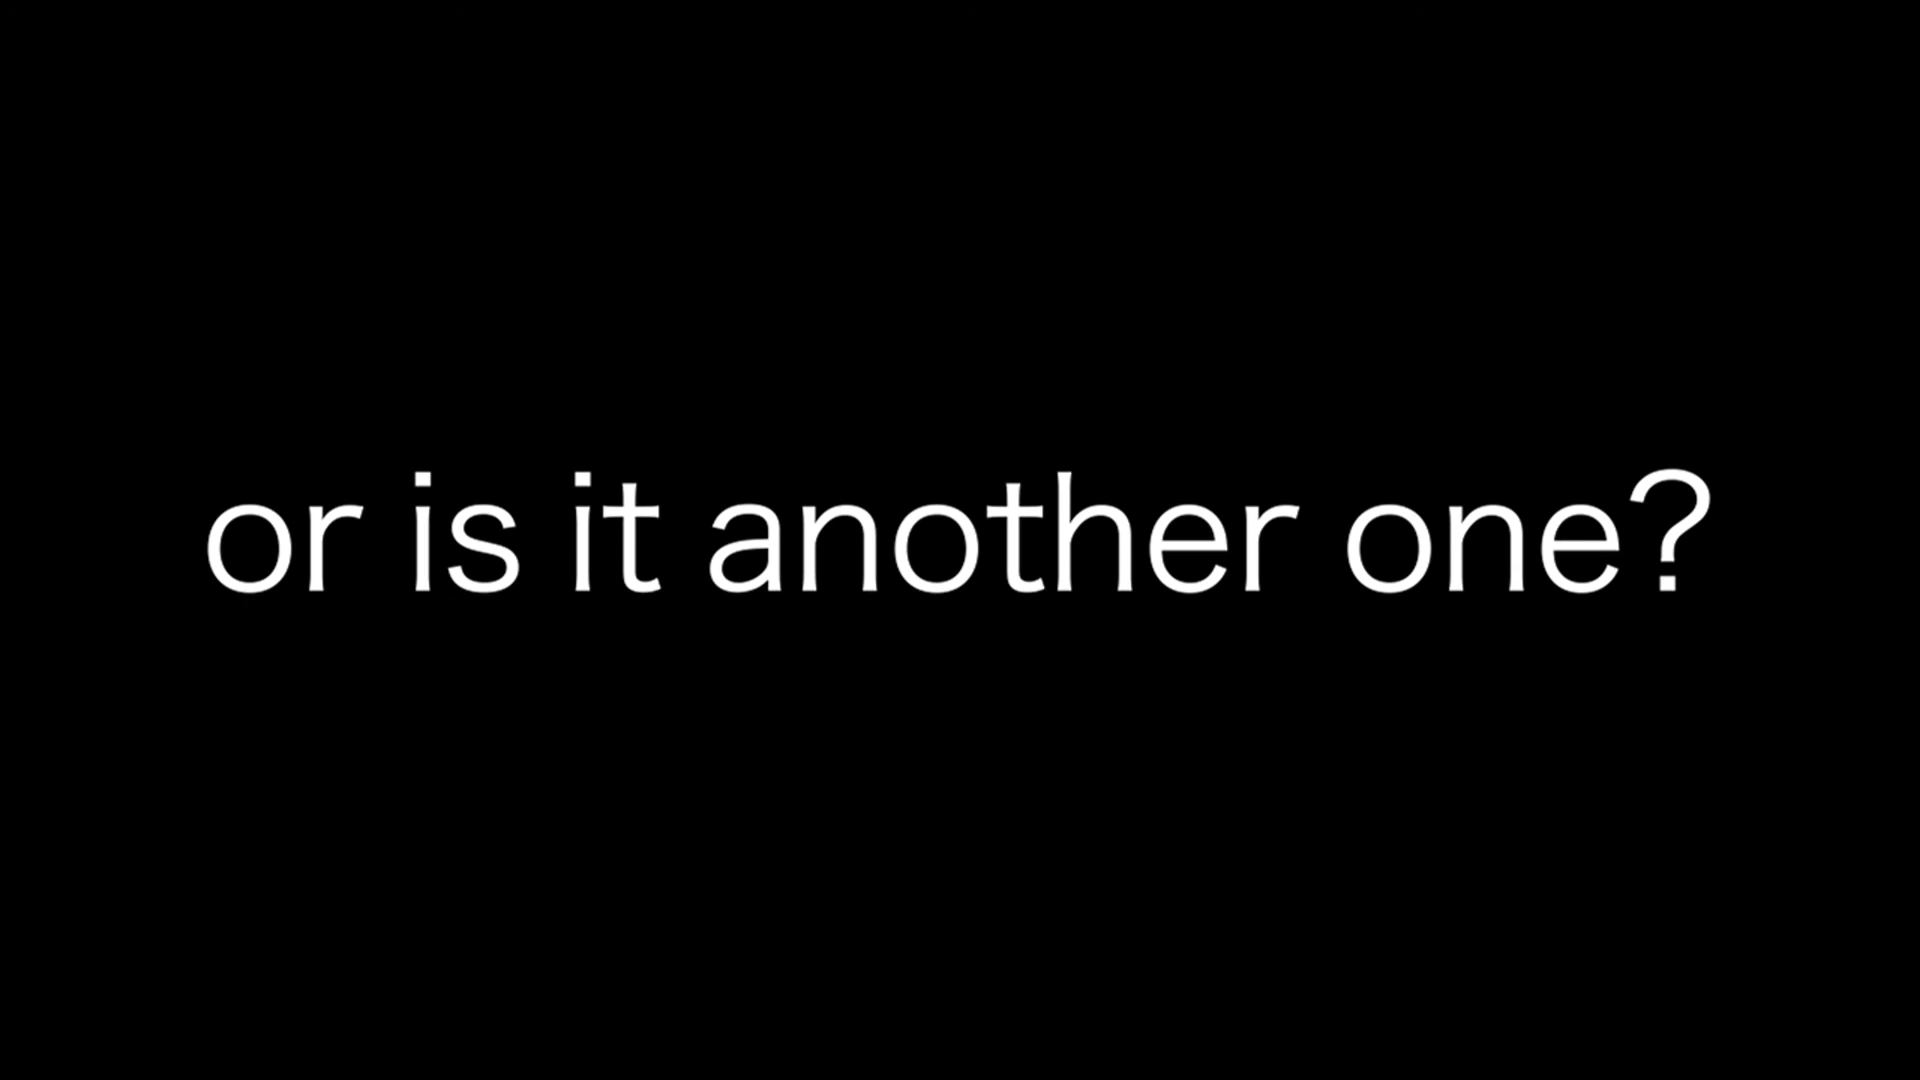 or is it another one?